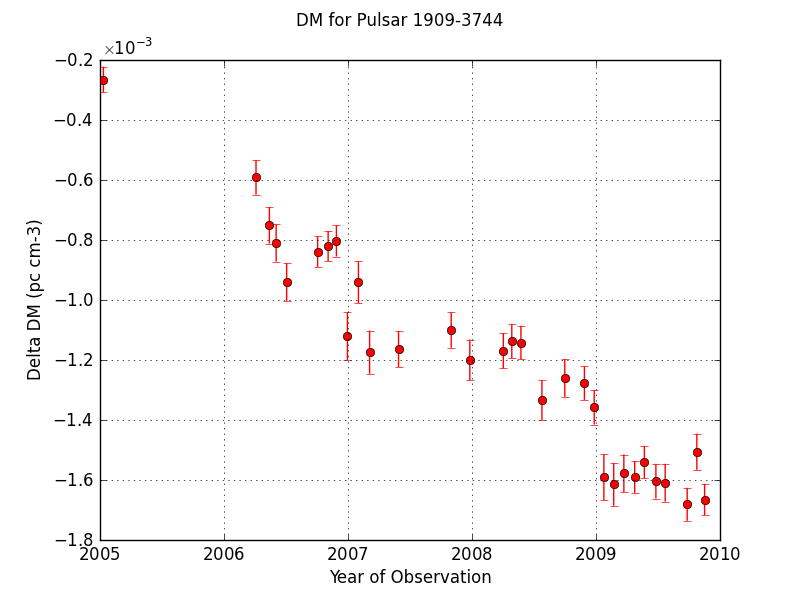 DM for Pulsar 1909-3744
×10⁻³
−0.2
−0.4
−0.6
−0.8
−1.0
−1.2
−1.4
−1.6
−1.8
Delta DM (pc cm-3)
2005 2006 2007 2008 2009 2010
Year of Observation